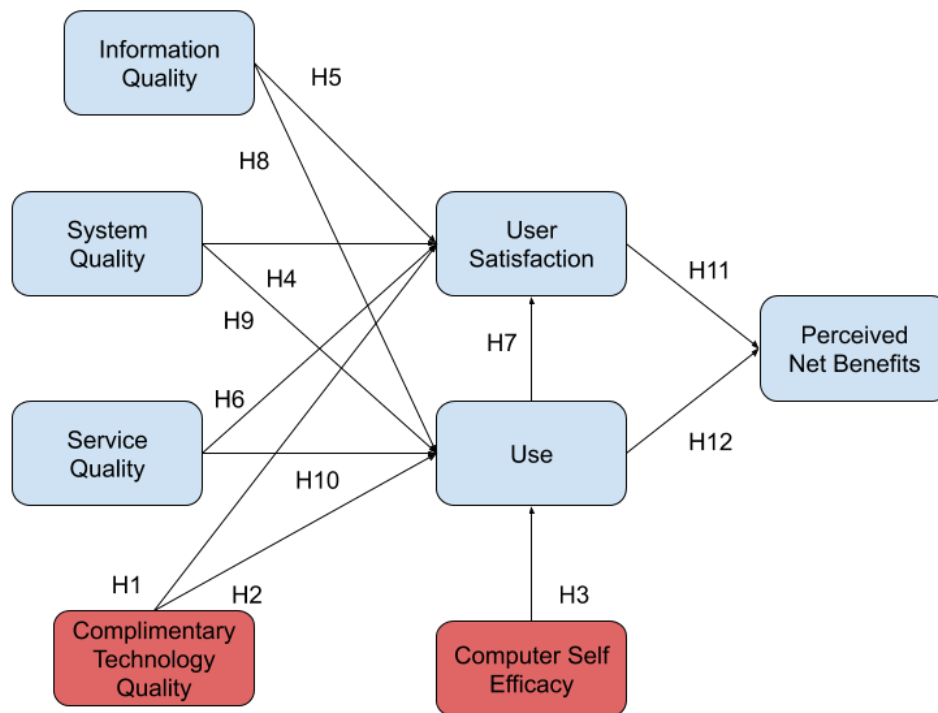 Information
Quality
H5
H8
System
Quality
User
Satisfaction
H4
H11
H9
H7
Perceived
Net Benefits
H6
Service
Quality
Use
H12
H10
H1
H2
H3
Complimentary
Technology
Quality
Computer Self
Efficacy